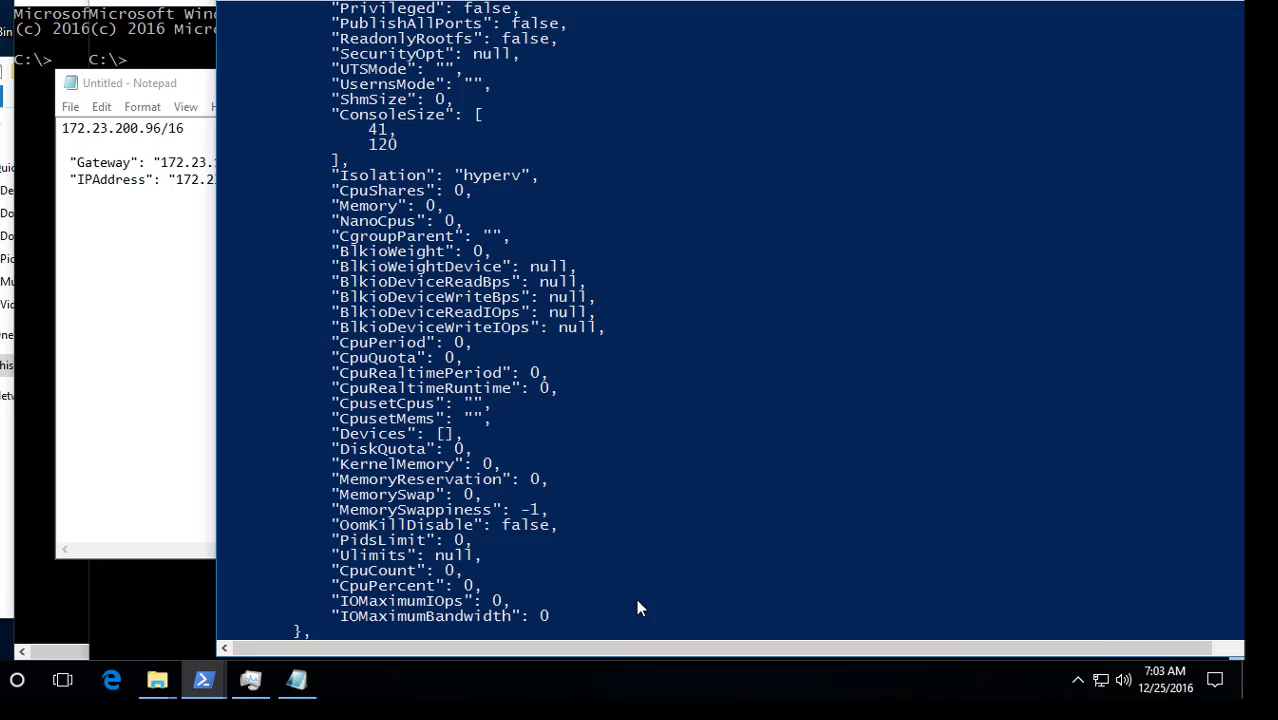 Microsof
(c) 2016
C:\>
Microsoft Wind
(c) 2016 Micro
C:\>
Untitled - Notepad
File Edit Format View
172.23.200.96/16
"Gateway": "172.23.
"IPAddress": "172.2
"Privileged": false,
"PublishAllPorts": false,
"ReadonlyRootfs": false,
"SecurityOpt": null,
"UTSMode": "",
"UsernsMode": "",
"ShmSize": 0,
"ConsoleSize": [
41,
120
],
"Isolation": "hyperv",
"CpuShares": 0,
"Memory": 0,
"NanoCpus": 0,
"CgroupParent": "",
"BlkioWeight": 0,
"BlkioWeightDevice": null,
"BlkioDeviceReadBps": null,
"BlkioDeviceWriteBps": null,
"BlkioDeviceReadIOps": null,
"BlkioDeviceWriteIOps": null,
"CpuPeriod": 0,
"CpuQuota": 0,
"CpuRealtimePeriod": 0,
"CpuRealtimeRuntime": 0,
"CpusetCpus": "",
"CpusetMems": "",
"Devices": [],
"DiskQuota": 0,
"KernelMemory": 0,
"MemoryReservation": 0,
"MemorySwap": 0,
"MemorySwappiness": -1,
"OomKillDisable": false,
"PidsLimit": 0,
"Ulimits": null,
"CpuCount": 0,
"CpuPercent": 0,
"IOMaximumIOps": 0,
"IOMaximumBandwidth": 0
},
7:03 AM
12/25/2016